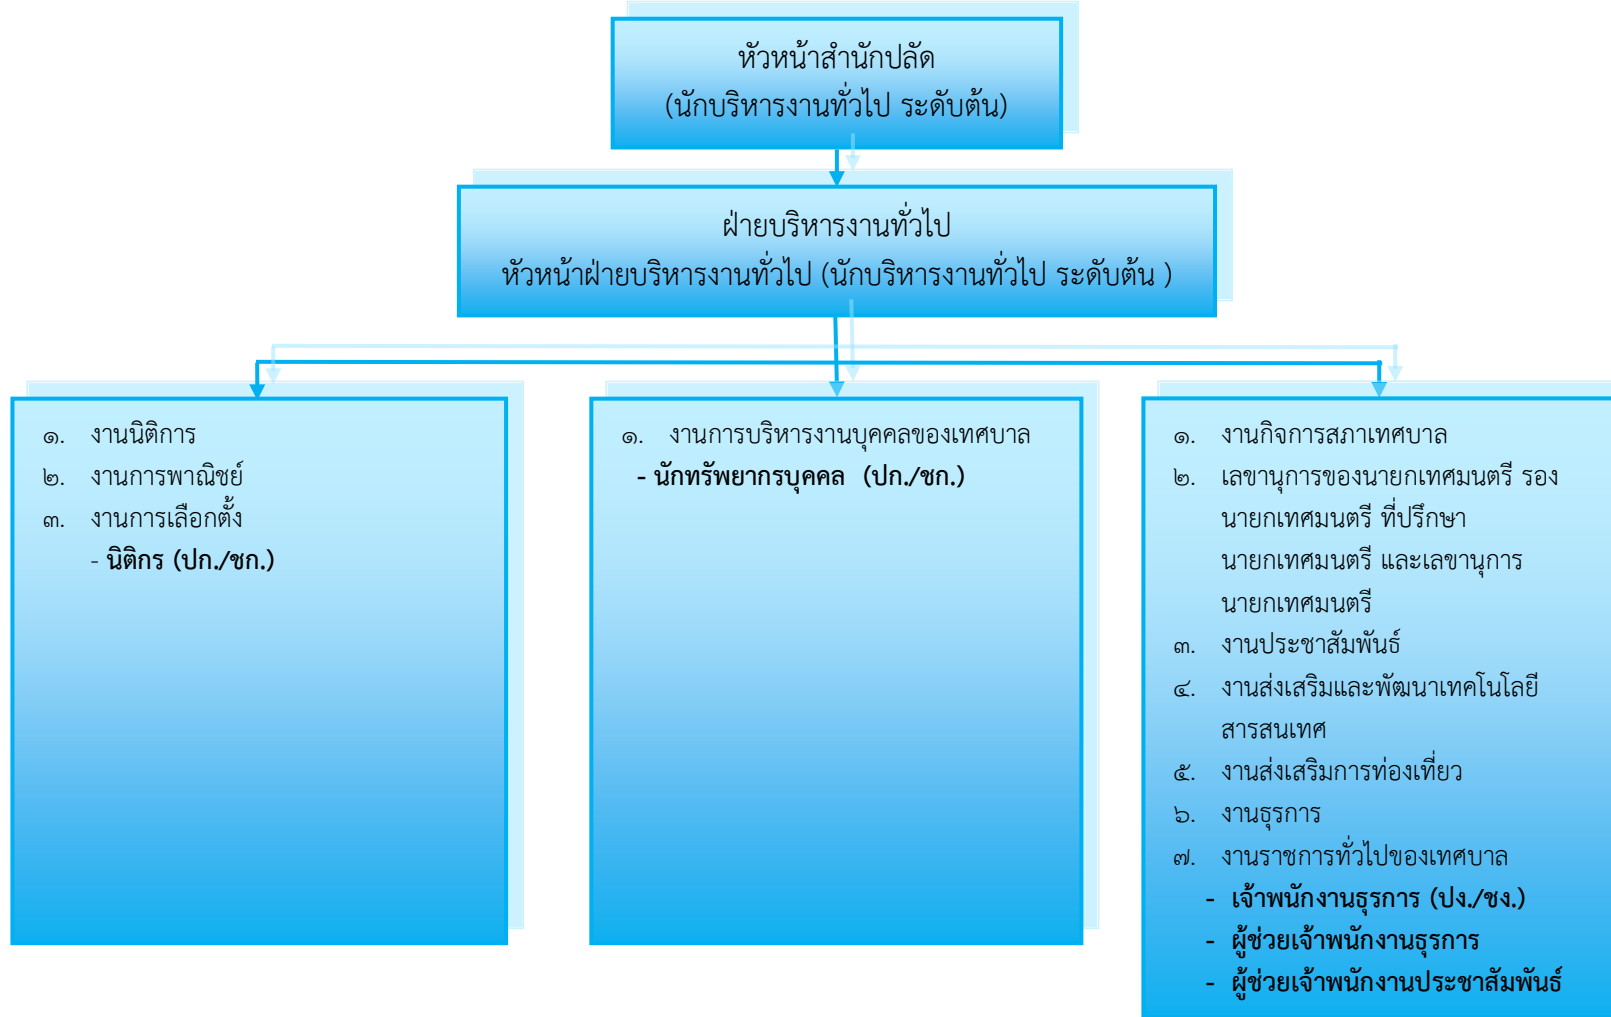 หัวหน้าสำนักปลัด
(นักบริหารงานทั่วไป ระดับต้น)
ฝ่ายบริหารงานทั่วไป
หัวหน้าฝ่ายบริหารงานทั่วไป (นักบริหารงานทั่วไป ระดับต้น )
๑. งานนิติการ
๒. งานการพาณิชย์
๓. งานการเลือกตั้ง
- นิติกร (ปก./ชก.)
๑. งานการบริหารงานบุคคลของเทศบาล
- นักทรัพยากรบุคคล (ปก./ชก.)
๑. งานกิจการสภาเทศบาล
๒. เลขานุการของนายกเทศมนตรี รอง
นายกเทศมนตรี ที่ปรึกษา
นายกเทศมนตรี และเลขานุการ
นายกเทศมนตรี
๓. งานประชาสัมพันธ์
๔. งานส่งเสริมและพัฒนาเทคโนโลยี
สารสนเทศ
๕. งานส่งเสริมการท่องเที่ยว
๖. งานธุรการ
๗. งานราชการทั่วไปของเทศบาล
- เจ้าพนักงานธุรการ (ปง./ชง.)
- ผู้ช่วยเจ้าพนักงานธุรการ
- ผู้ช่วยเจ้าพนักงานประชาสัมพันธ์